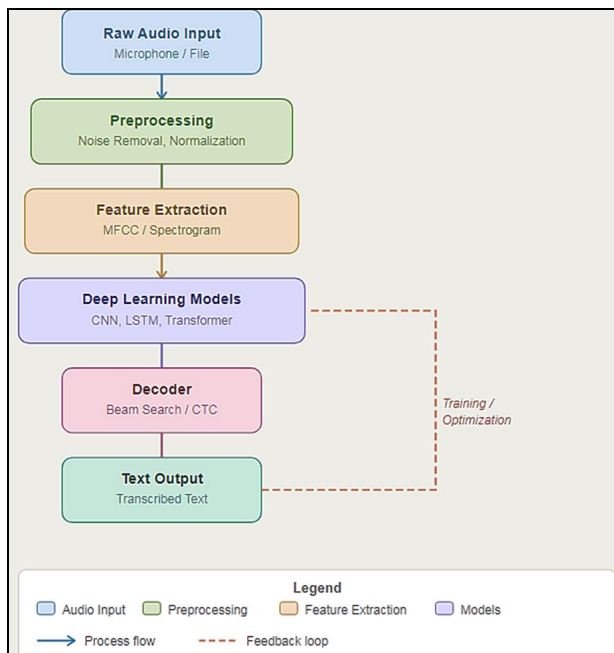 Raw Audio Input
Microphone / File
Preprocessing
Noise Removal, Normalization
Feature Extraction
MFCC / Spectrogram
Deep Learning Models
CNN, LSTM, Transformer
Decoder
Beam Search / CTC
Training /
Optimization
Text Output
Transcribed Text
Legend
Audio Input Preprocessing Feature Extraction Models
Process flow Feedback loop